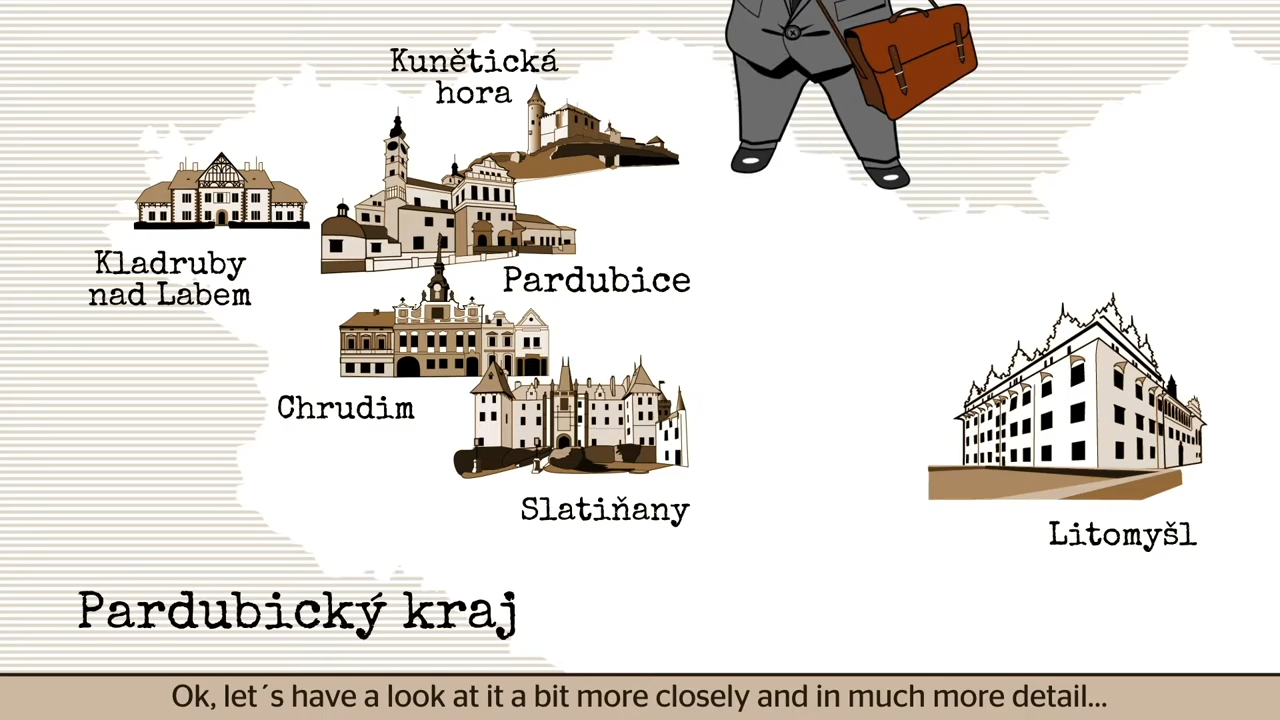 Kunětická
hora
Kladruby
nad Labem
Pardubice
Chrudim
Slatiňany
Litomyšl
Pardubický kraj
Ok, let´s have a look at it a bit more closely and in much more detail...